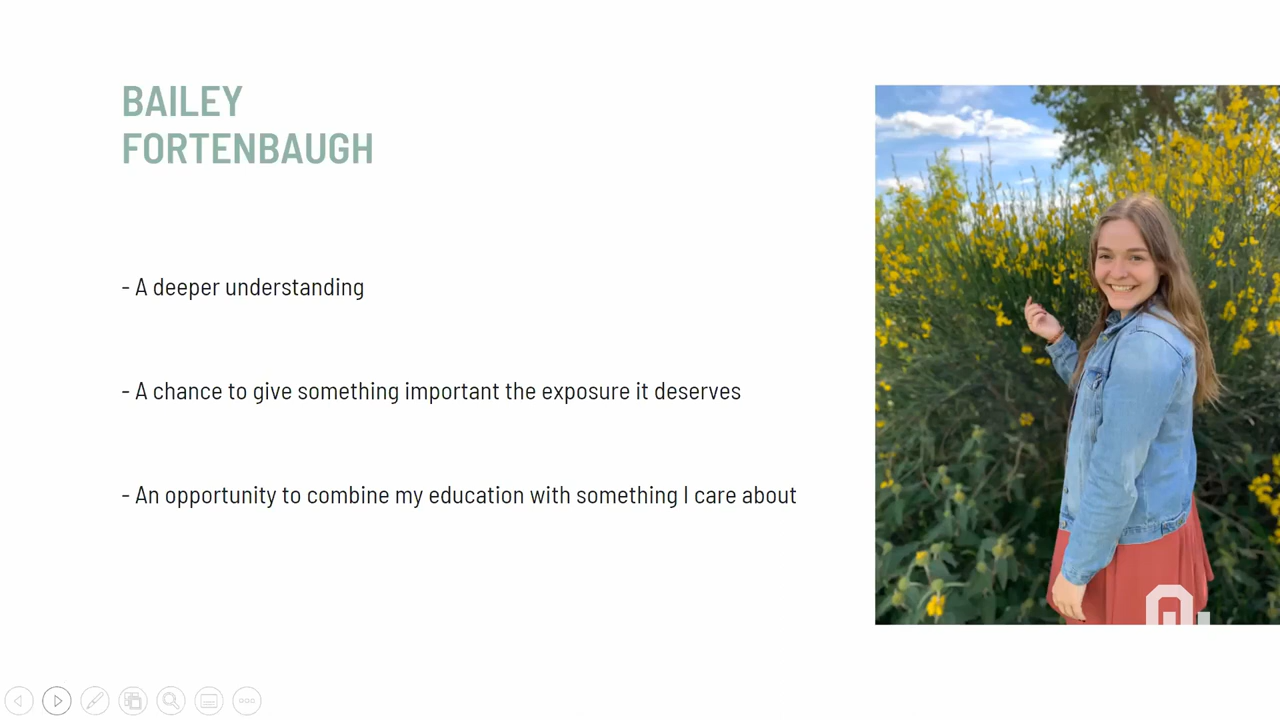 BAILEY
FORTENBAUGH
- A deeper understanding
- A chance to give something important the exposure it deserves
- An opportunity to combine my education with something I care about